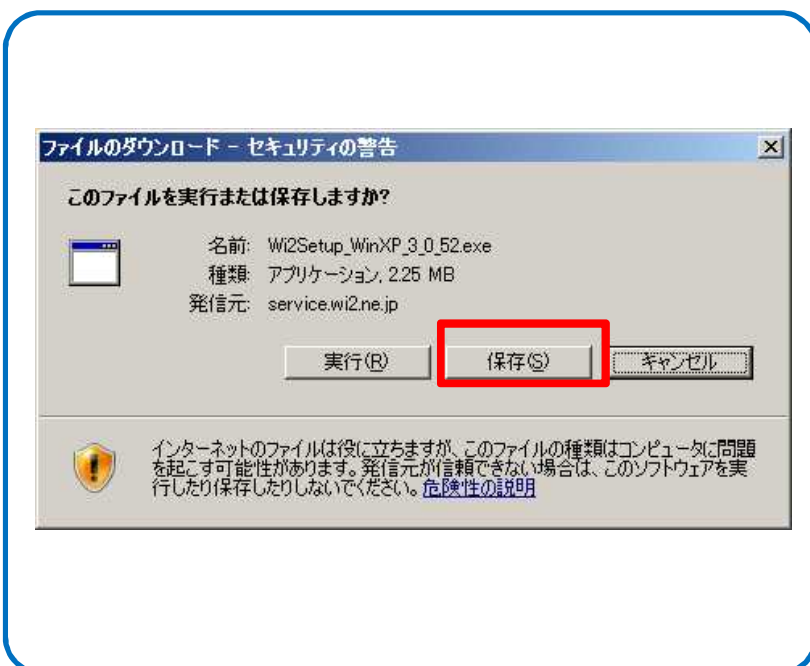 ファイルのダウンロード - セキュリティの警告
このファイルを実行または保存しますか?
名前: Wi2Setup_WinXP_3_0_52.exe
種類: アプリケーション, 2.25 MB
発信元: service.wi2.ne.jp
実行(R) 保存(S) キャンセル
インターネットのファイルは役に立ちますが、このファイルの種類はコンピュータに問題
を起こす可能性があります。発信元が信頼できない場合は、このソフトウェアを実
行したり保存したりしないでください。危険性の説明